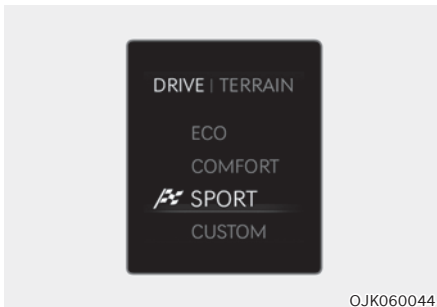 DRIVE | TERRAIN
ECO
COMFORT
SPORT
CUSTOM
OJK060044